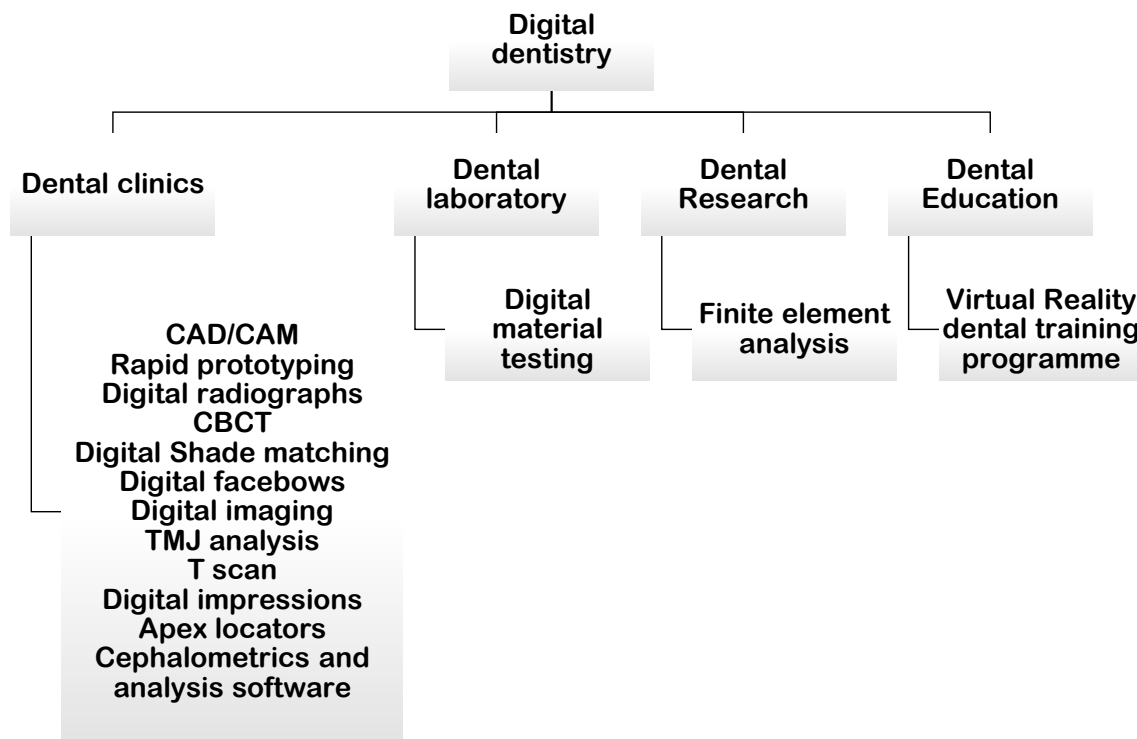 Digital
dentistry
Dental clinics
Dental
laboratory
Dental
Research
Dental
Education
CAD/CAM
Rapid prototyping
Digital radiographs
CBCT
Digital Shade matching
Digital facebows
Digital imaging
TMJ analysis
T scan
Digital impressions
Apex locators
Cephalometrics and
analysis software
Digital
material
testing
Finite element
analysis
Virtual Reality
dental training
programme